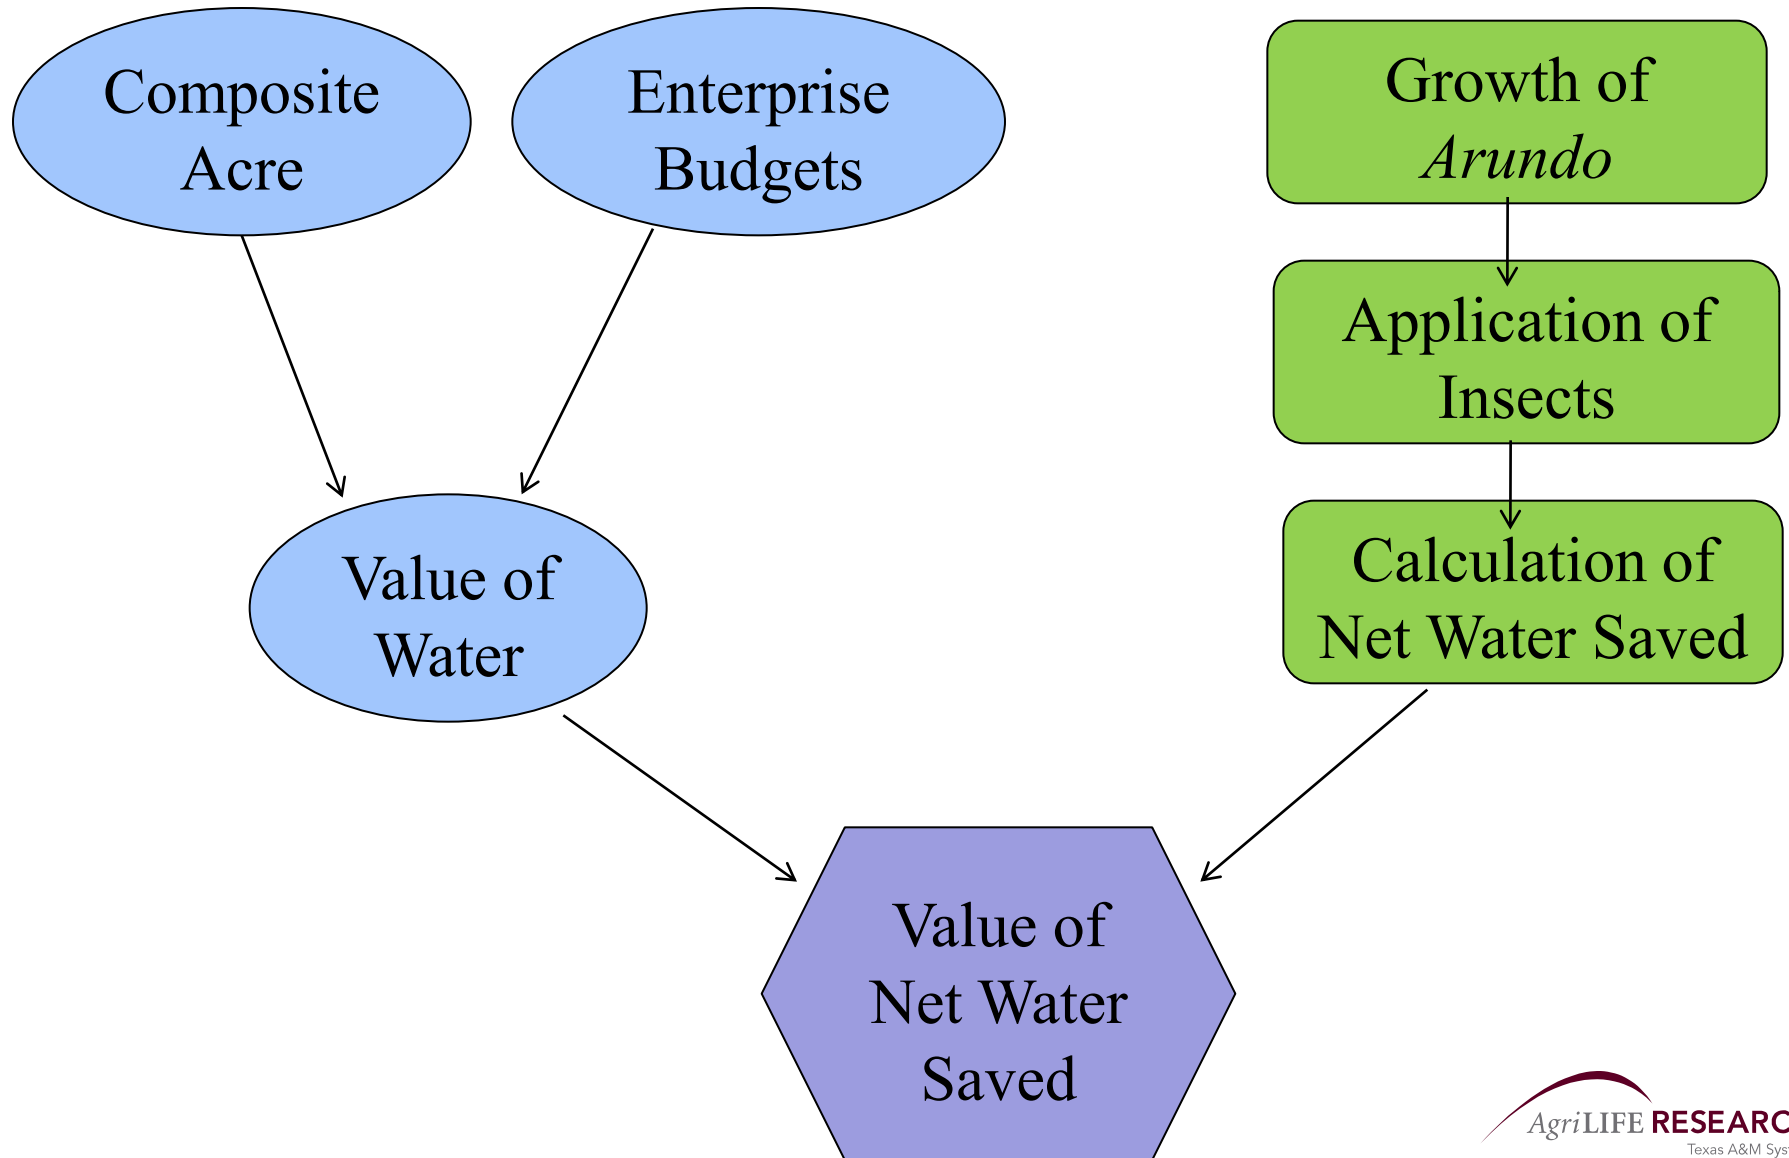 Composite
Acre
Enterprise
Budgets
Growth of
Arundo
Application of
Insects
Value of
Water
Calculation of
Net Water Saved
Value of
Net Water
Saved
AgriLIFE RESEARC
Texas A&M Sys